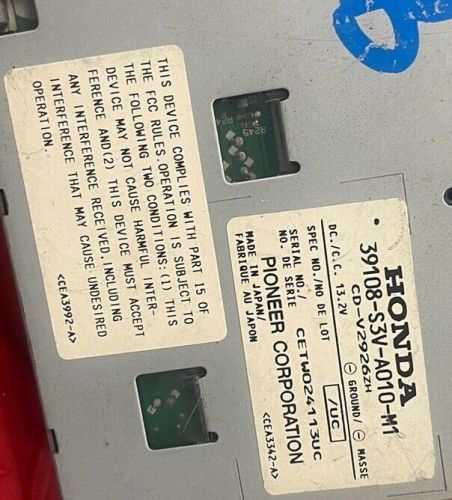 THIS DEVICE COMPLIES WITH PART 15 OF
THE FCC RULES.OPERATION IS SUBJECT TO
THE FOLLOWING TWO CONDITIONS:(1) THIS
DEVICE MAY NOT CAUSE HARMFUL INTER-
FERENCE AND(2) THIS DEVICE MUST ACCEPT
ANY INTERFERENCE RECEIVED,INCLUDING
INTERFERENCE THAT MAY CAUSE UNDESIRED
OPERATION.
<CEA3992-A>
R245
HONDA
39108-S3V-A010-M1
CD-V2926ZH
DC./C.C. 13.2V ⊖ GROUND/⊖ MASSE
SPEC NO./NO DE LOT /UC
SERIAL NO./
NO. DE SERIE CETW024113UC
PIONEER CORPORATION
MADE IN JAPAN/
FABRIQUE AU JAPON
<CEA3342-A>